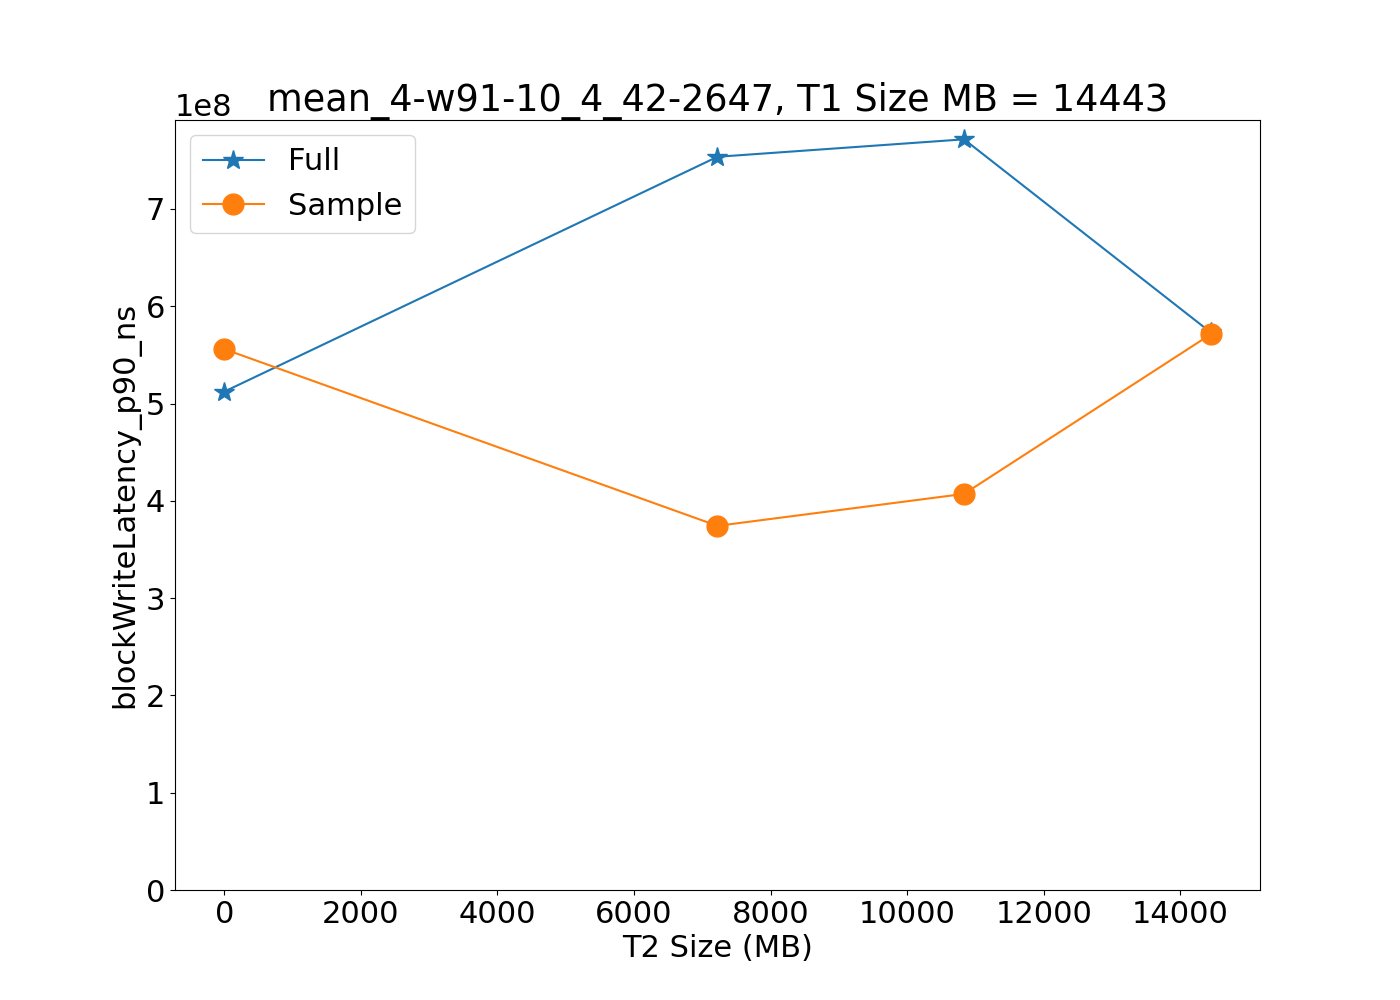 1e8
mean_4-w91-10_4_42-2647, T1 Size MB = 14443
Full
Sample
blockWriteLatency_p90_ns
7
6
5
4
3
2
1
0
0 2000 4000 6000 8000 10000 12000 14000
T2 Size (MB)